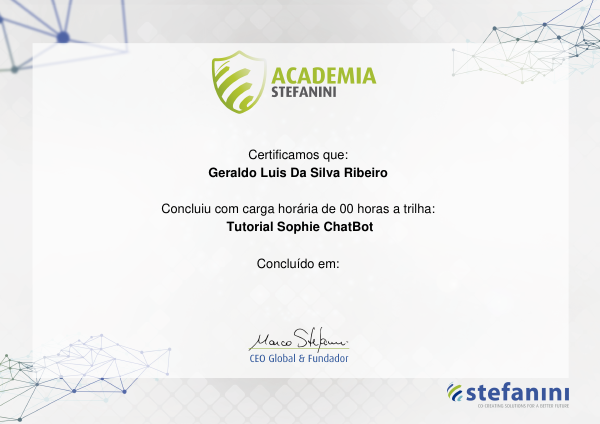 ACADEMIA
STEFANINI
Certificamos que:
Geraldo Luis Da Silva Ribeiro
Concluiu com carga horária de 00 horas a trilha:
Tutorial Sophie ChatBot
Concluído em:
Marco Stefanini
CEO Global & Fundador
stefanini
CO-CREATING SOLUTIONS FOR A BETTER FUTURE